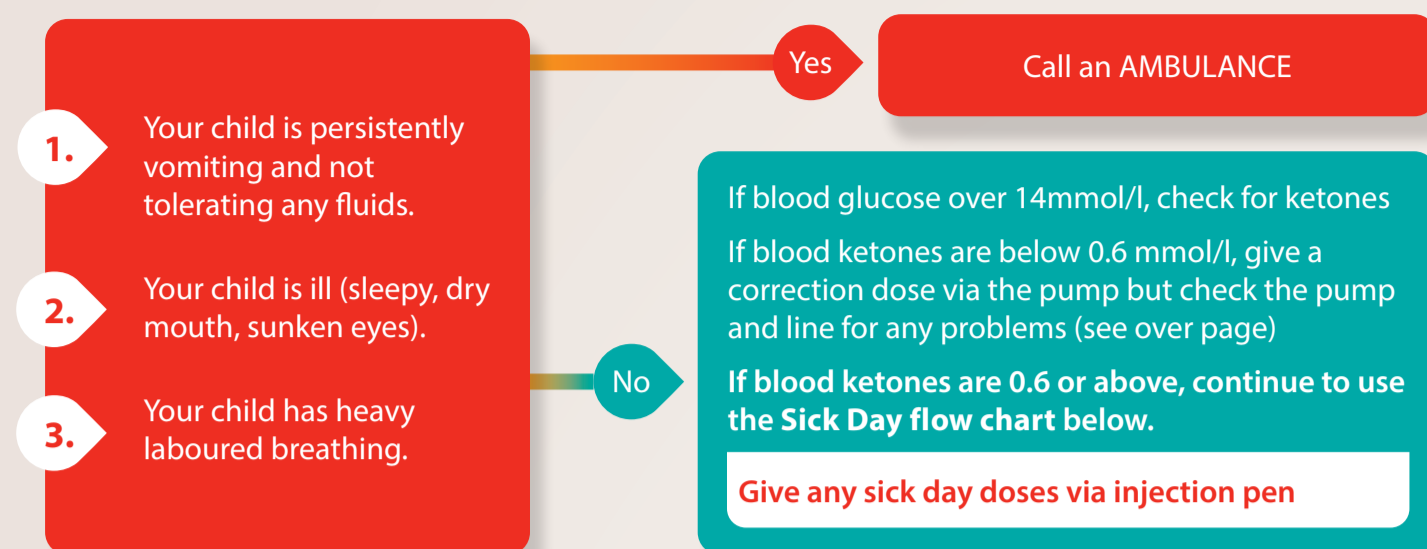 1.
Your child is persistently
vomiting and not
tolerating any fluids.
2.
Your child is ill (sleepy, dry
mouth, sunken eyes).
3.
Your child has heavy
laboured breathing.
Yes
Call an AMBULANCE
No
If blood glucose over 14mmol/l, check for ketones
If blood ketones are below 0.6 mmol/l, give a
correction dose via the pump but check the pump
and line for any problems (see over page)
If blood ketones are 0.6 or above, continue to use
the Sick Day flow chart below.
Give any sick day doses via injection pen